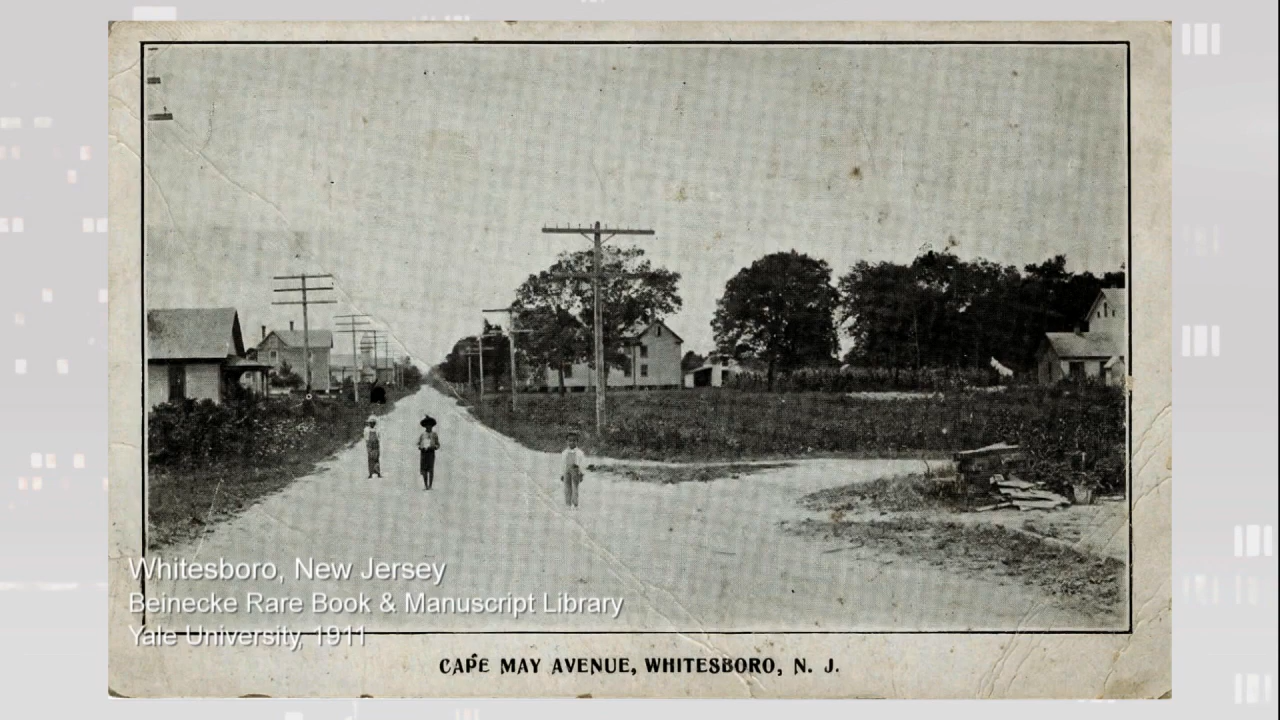 Whitesboro, New Jersey
Beinecke Rare Book & Manuscript Library
Yale University, 1911
CAPE MAY AVENUE, WHITESBORO, N. J.